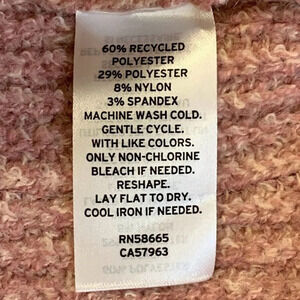 60% RECYCLED
POLYESTER
29% POLYESTER
8% NYLON
3% SPANDEX
MACHINE WASH COLD.
GENTLE CYCLE.
WITH LIKE COLORS.
ONLY NON-CHLORINE
BLEACH IF NEEDED.
RESHAPE.
LAY FLAT TO DRY.
COOL IRON IF NEEDED.
RN58665
CA57963